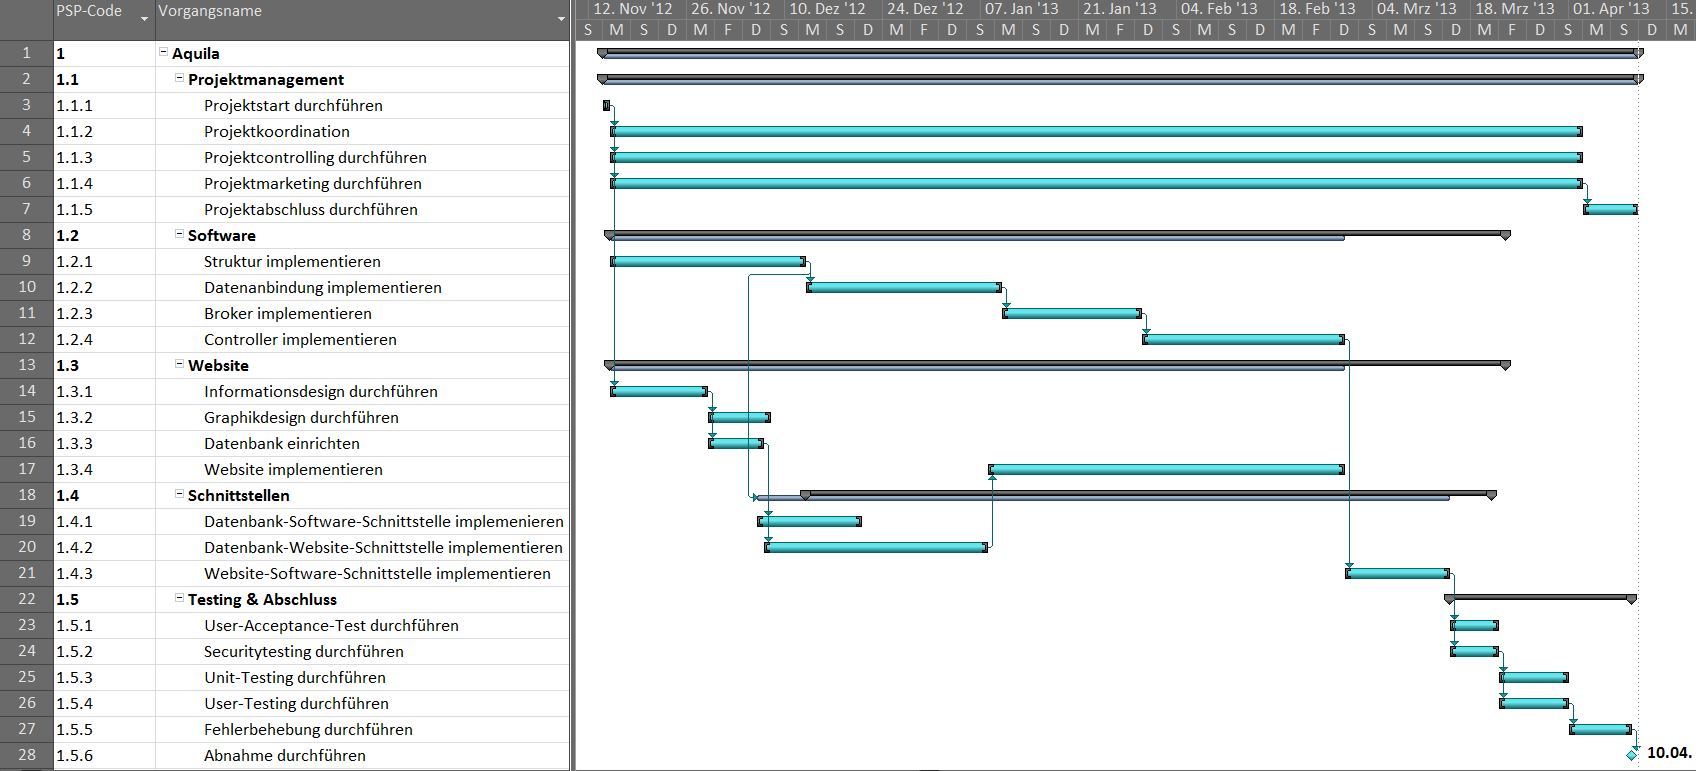 PSP-Code Vorgangsname 12. Nov '12 26. Nov '12 10. Dez '12 24. Dez '12 07. Jan '13 21. Jan '13 04. Feb '13 18. Feb '13 04. Mrz '13 18. Mrz '13 01. Apr '13 15.
S M D F S D M S D M F S D M S D M F S D M S D M F S D M S D M F S D M S D M F S D M
1 1 Aquila
2 1.1 Projektmanagement
3 1.1.1 Projektstart durchführen
4 1.1.2 Projektkoordination
5 1.1.3 Projektcontrolling durchführen
6 1.1.4 Projektmarketing durchführen
7 1.1.5 Projektabschluss durchführen
8 1.2 Software
9 1.2.1 Struktur implementieren
10 1.2.2 Datenanbindung implementieren
11 1.2.3 Broker implementieren
12 1.2.4 Controller implementieren
13 1.3 Website
14 1.3.1 Informationsdesign durchführen
15 1.3.2 Graphikdesign durchführen
16 1.3.3 Datenbank einrichten
17 1.3.4 Website implementieren
18 1.4 Schnittstellen
19 1.4.1 Datenbank-Software-Schnittstelle implemenieren
20 1.4.2 Datenbank-Website-Schnittstelle implementieren
21 1.4.3 Website-Software-Schnittstelle implementieren
22 1.5 Testing & Abschluss
23 1.5.1 User-Acceptance-Test durchführen
24 1.5.2 Securitytesting durchführen
25 1.5.3 Unit-Testing durchführen
26 1.5.4 User-Testing durchführen
27 1.5.5 Fehlerbehebung durchführen
28 1.5.6 Abnahme durchführen 10.04.